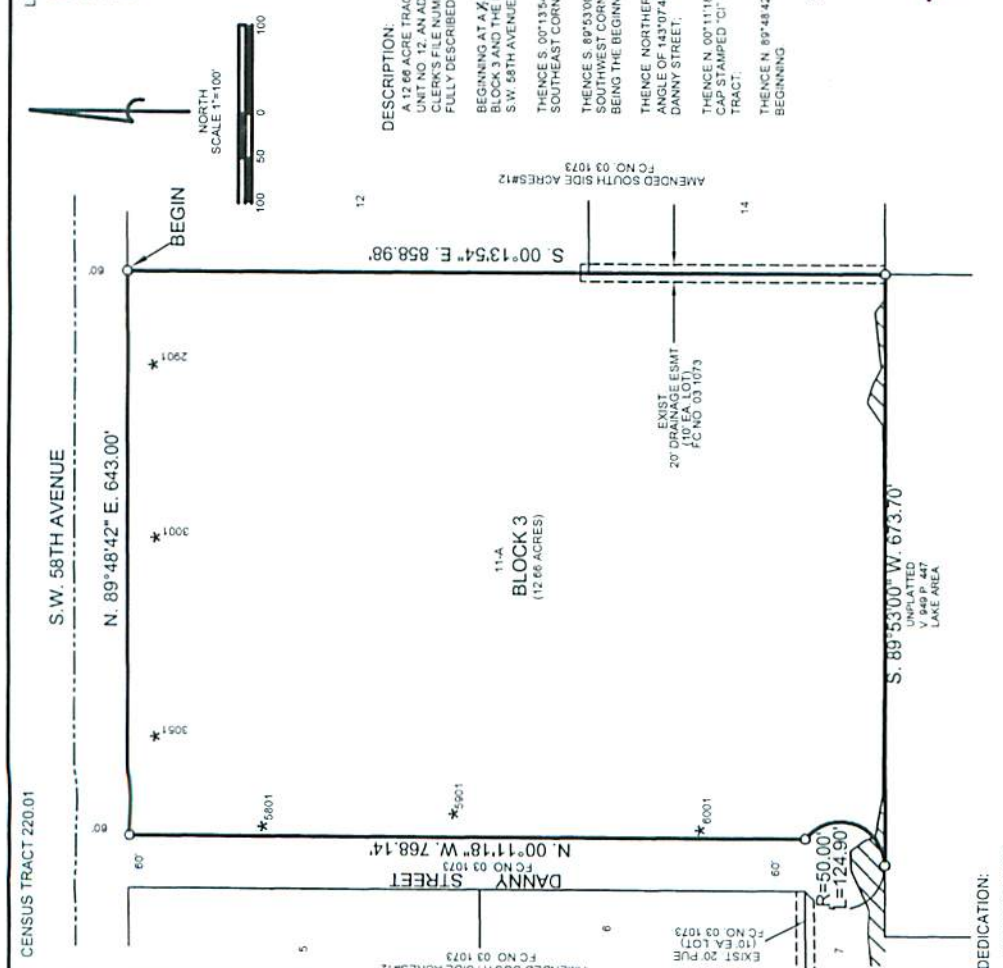 CENSUS TRACT 220.01
L
S.W. 58TH AVENUE
NORTH
SCALE 1"=100'
100 50 0 100
60'
N. 89°48'42" E. 643.00'
60'
BEGIN
60'
*3051
*3001
*2901
*5801
*5901
*6001
12
14
S. 00°13'54" E. 858.98'
AMENDED SOUTH SIDE ACRES#12
FC NO. 03 1073
EXIST
20' DRAINAGE ESMT
(10' EA. LOT)
FC NO. 03 1073
11-A
BLOCK 3
(12.66 ACRES)
DANNY STREET
FC NO. 03 1073
N. 00°11'18" W. 768.14'
60'
5
6
7
FC NO. 03 1073
EXIST. 20' PUE
(10' EA. LOT)
FC NO. 03 1073
R=50.00'
L=124.90'
S. 89°53'00" W. 673.70'
UNPLATTED
V. 949 P. 447
LAKE AREA
DESCRIPTION:
A 12.66 ACRE TRAC
UNIT NO. 12, AN AD
CLERK'S FILE NUM
FULLY DESCRIBED
BEGINNING AT A X
BLOCK 3 AND THE
S.W. 58TH AVENUE
THENCE S. 00°13'54
SOUTHEAST CORN
THENCE S. 89°53'00
SOUTHWEST CORN
BEING THE BEGINN
THENCE NORTHER
ANGLE OF 143°07'4
DANNY STREET;
THENCE N. 00°11'18
CAP STAMPED "CI"
TRACT;
THENCE N. 89°48'42
BEGINNING
DEDICATION: